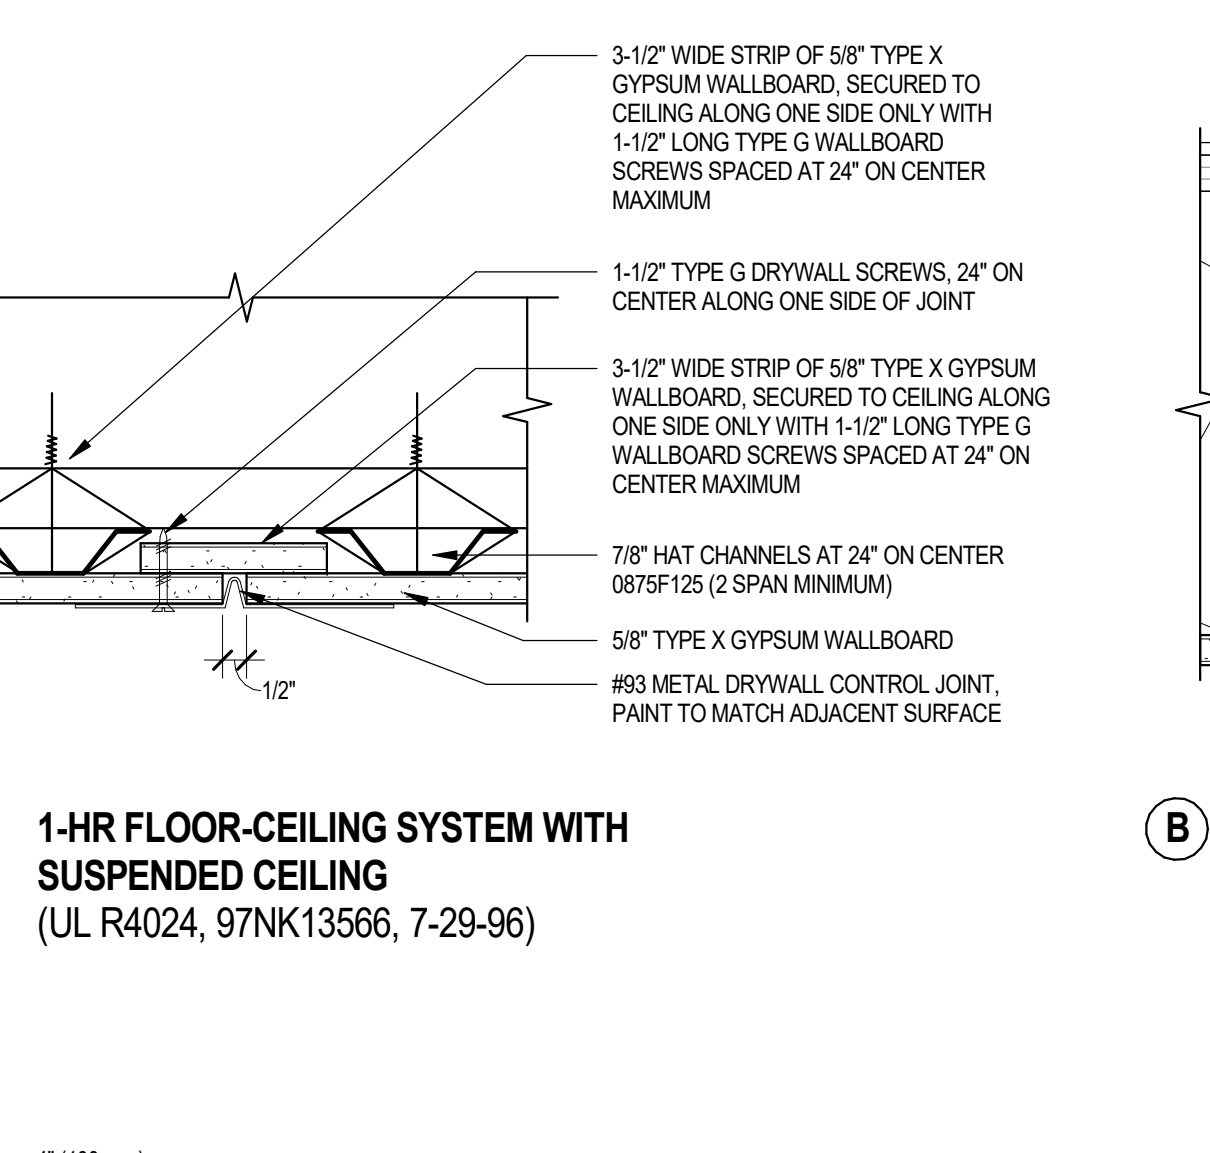 3-1/2" WIDE STRIP OF 5/8" TYPE X
GYPSUM WALLBOARD, SECURED TO
CEILING ALONG ONE SIDE ONLY WITH
1-1/2" LONG TYPE G WALLBOARD
SCREWS SPACED AT 24" ON CENTER
MAXIMUM
1-1/2" TYPE G DRYWALL SCREWS, 24" ON
CENTER ALONG ONE SIDE OF JOINT
3-1/2" WIDE STRIP OF 5/8" TYPE X GYPSUM
WALLBOARD, SECURED TO CEILING ALONG
ONE SIDE ONLY WITH 1-1/2" LONG TYPE G
WALLBOARD SCREWS SPACED AT 24" ON
CENTER MAXIMUM
7/8" HAT CHANNELS AT 24" ON CENTER
0875F125 (2 SPAN MINIMUM)
5/8" TYPE X GYPSUM WALLBOARD
#93 METAL DRYWALL CONTROL JOINT,
PAINT TO MATCH ADJACENT SURFACE
1/2"
1-HR FLOOR-CEILING SYSTEM WITH
SUSPENDED CEILING
(UL R4024, 97NK13566, 7-29-96)
B